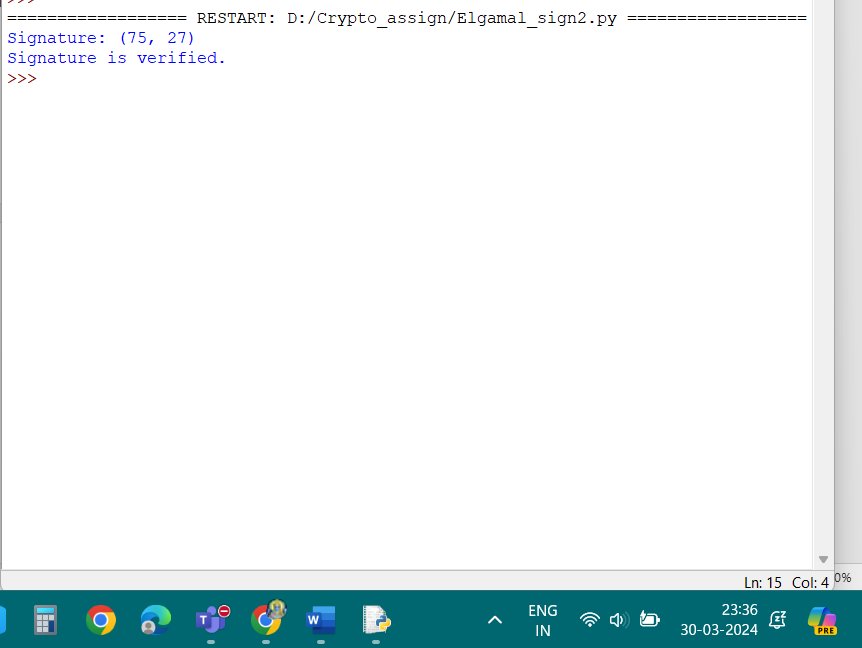 >>>
================== RESTART: D:/Crypto_assign/Elgamal_sign2.py ==================
Signature: (75, 27)
Signature is verified.
>>>
Ln: 15 Col: 4
0%
ENG
IN
23:36
30-03-2024
T
W
PRE